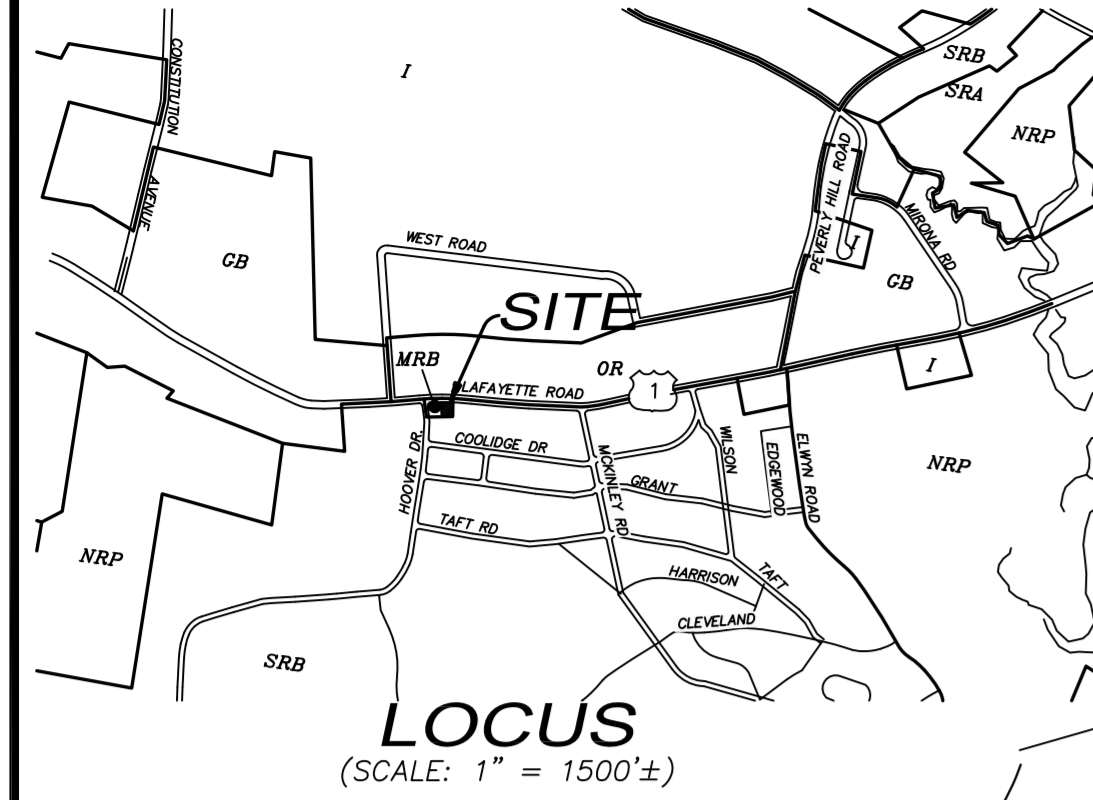 CONSTITUTION
AVENUE
I
SRB
SRA
NRP
PEVERLY HILL ROAD
MIRONA RD
I
GB
WEST ROAD
GB
SITE
MRB
OR
1
I
LAFAYETTE ROAD
HOOVER DR.
COOLIDGE DR
MCKINLEY RD
WILSON
EDGEWOOD
ELWYN ROAD
NRP
GRANT
TAFT RD
NRP
HARRISON
TAFT
CLEVELAND
SRB
LOCUS
(SCALE: 1" = 1500'±)